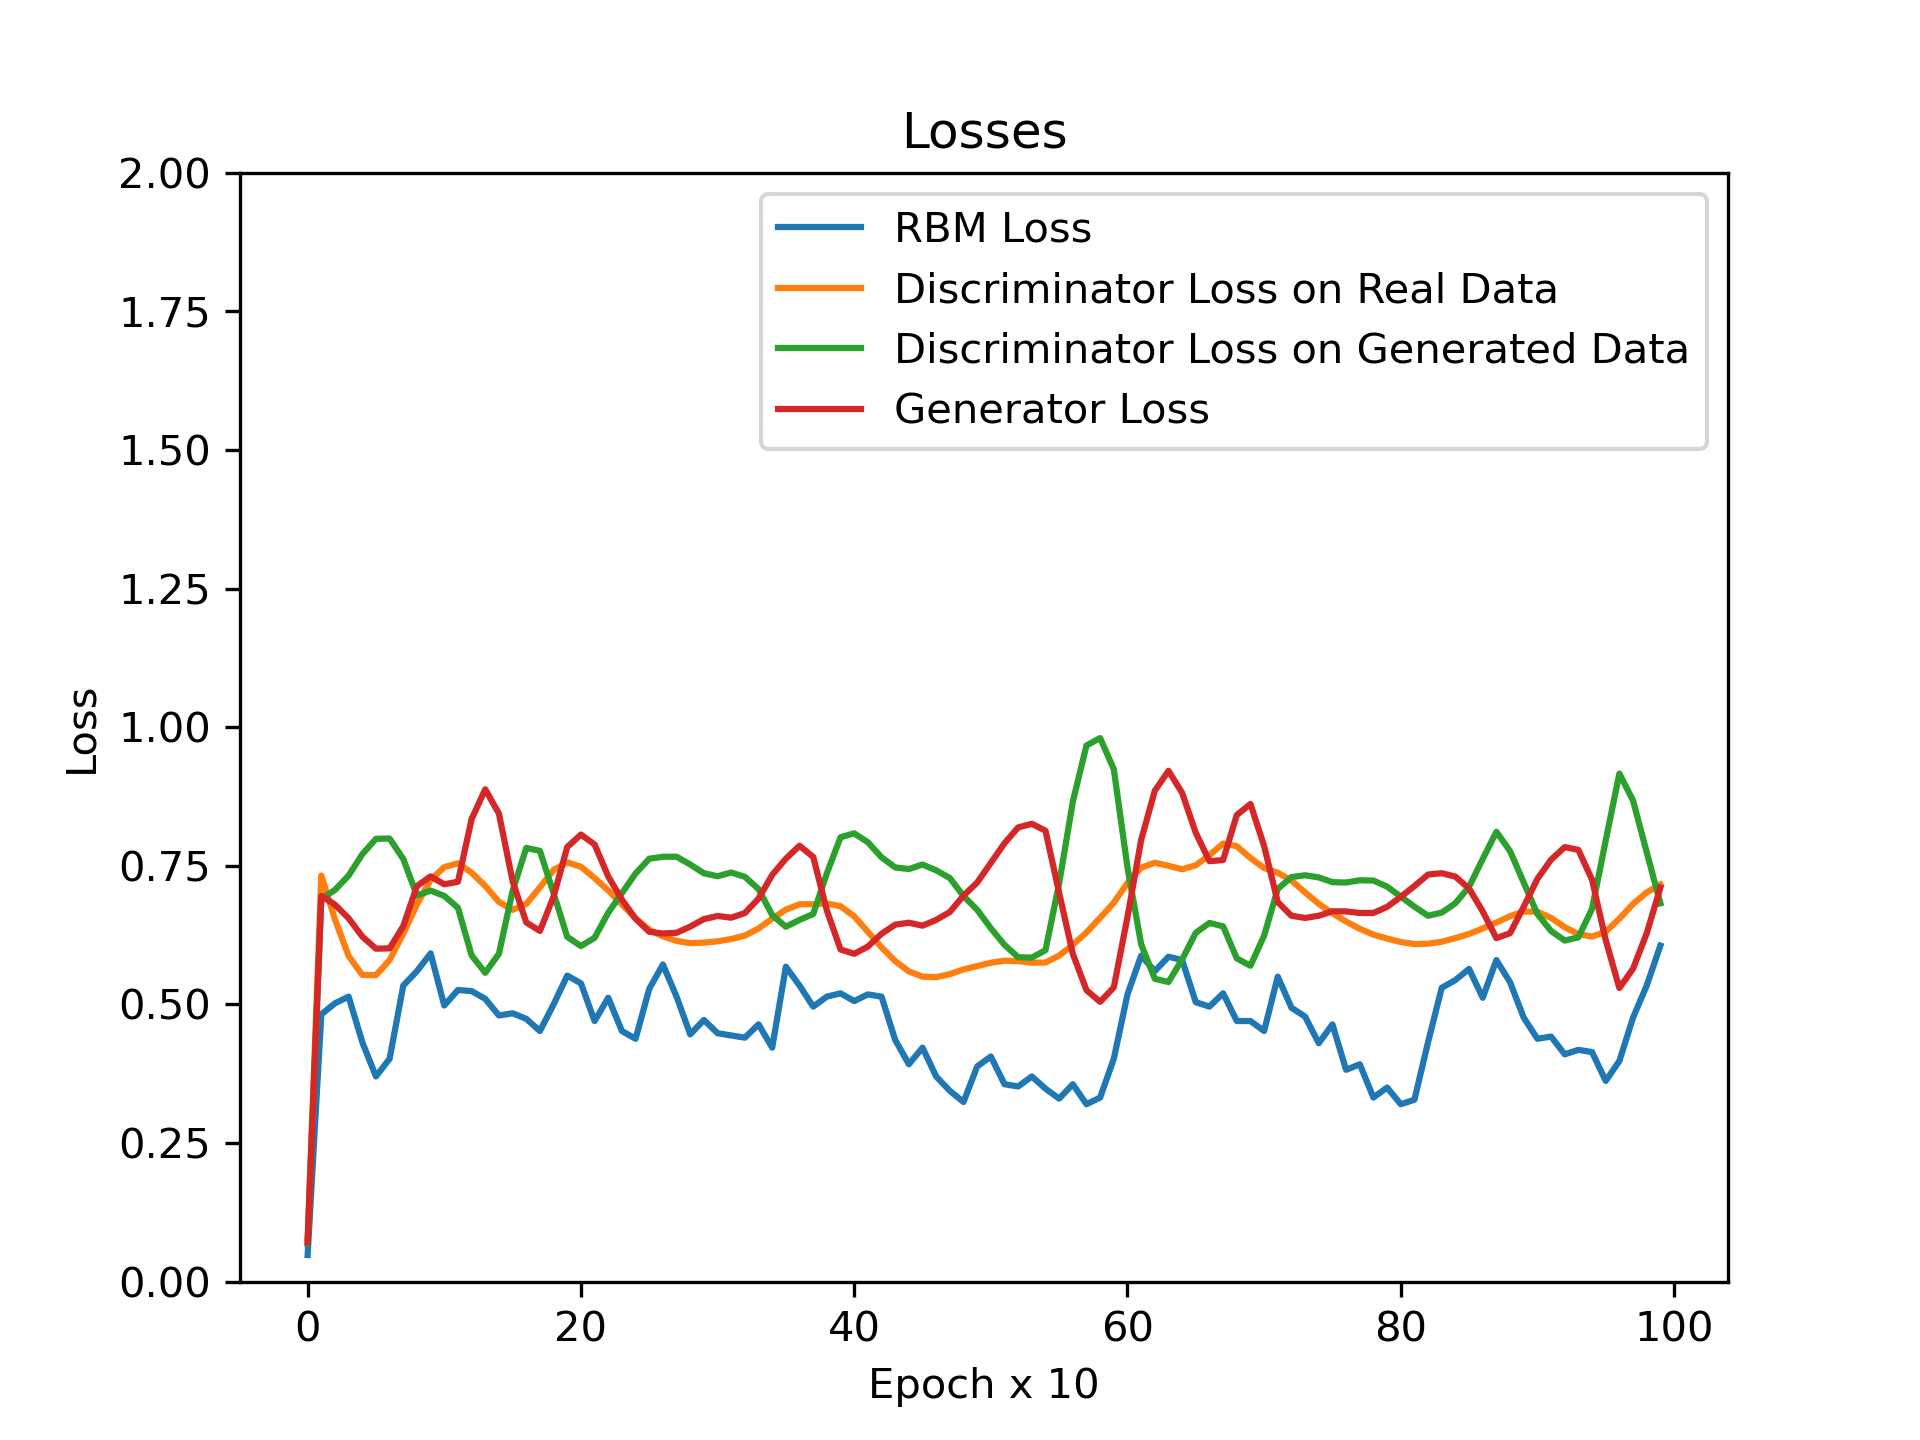 Losses
2.00
1.75
1.50
1.25
1.00
0.75
0.50
0.25
0.00
Loss
RBM Loss
Discriminator Loss on Real Data
Discriminator Loss on Generated Data
Generator Loss
0 20 40 60 80 100
Epoch x 10